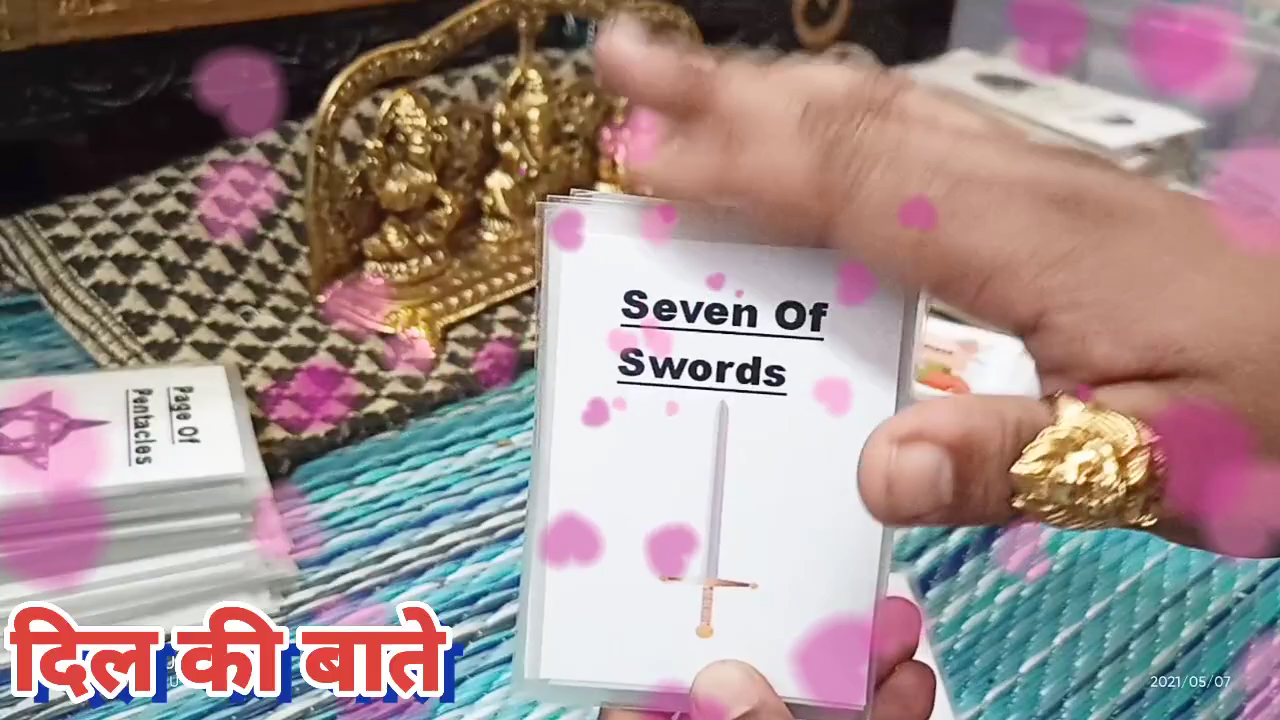 Seven Of
Swords
Page Of
Pentacles
दिल की बाते
2021/05/07